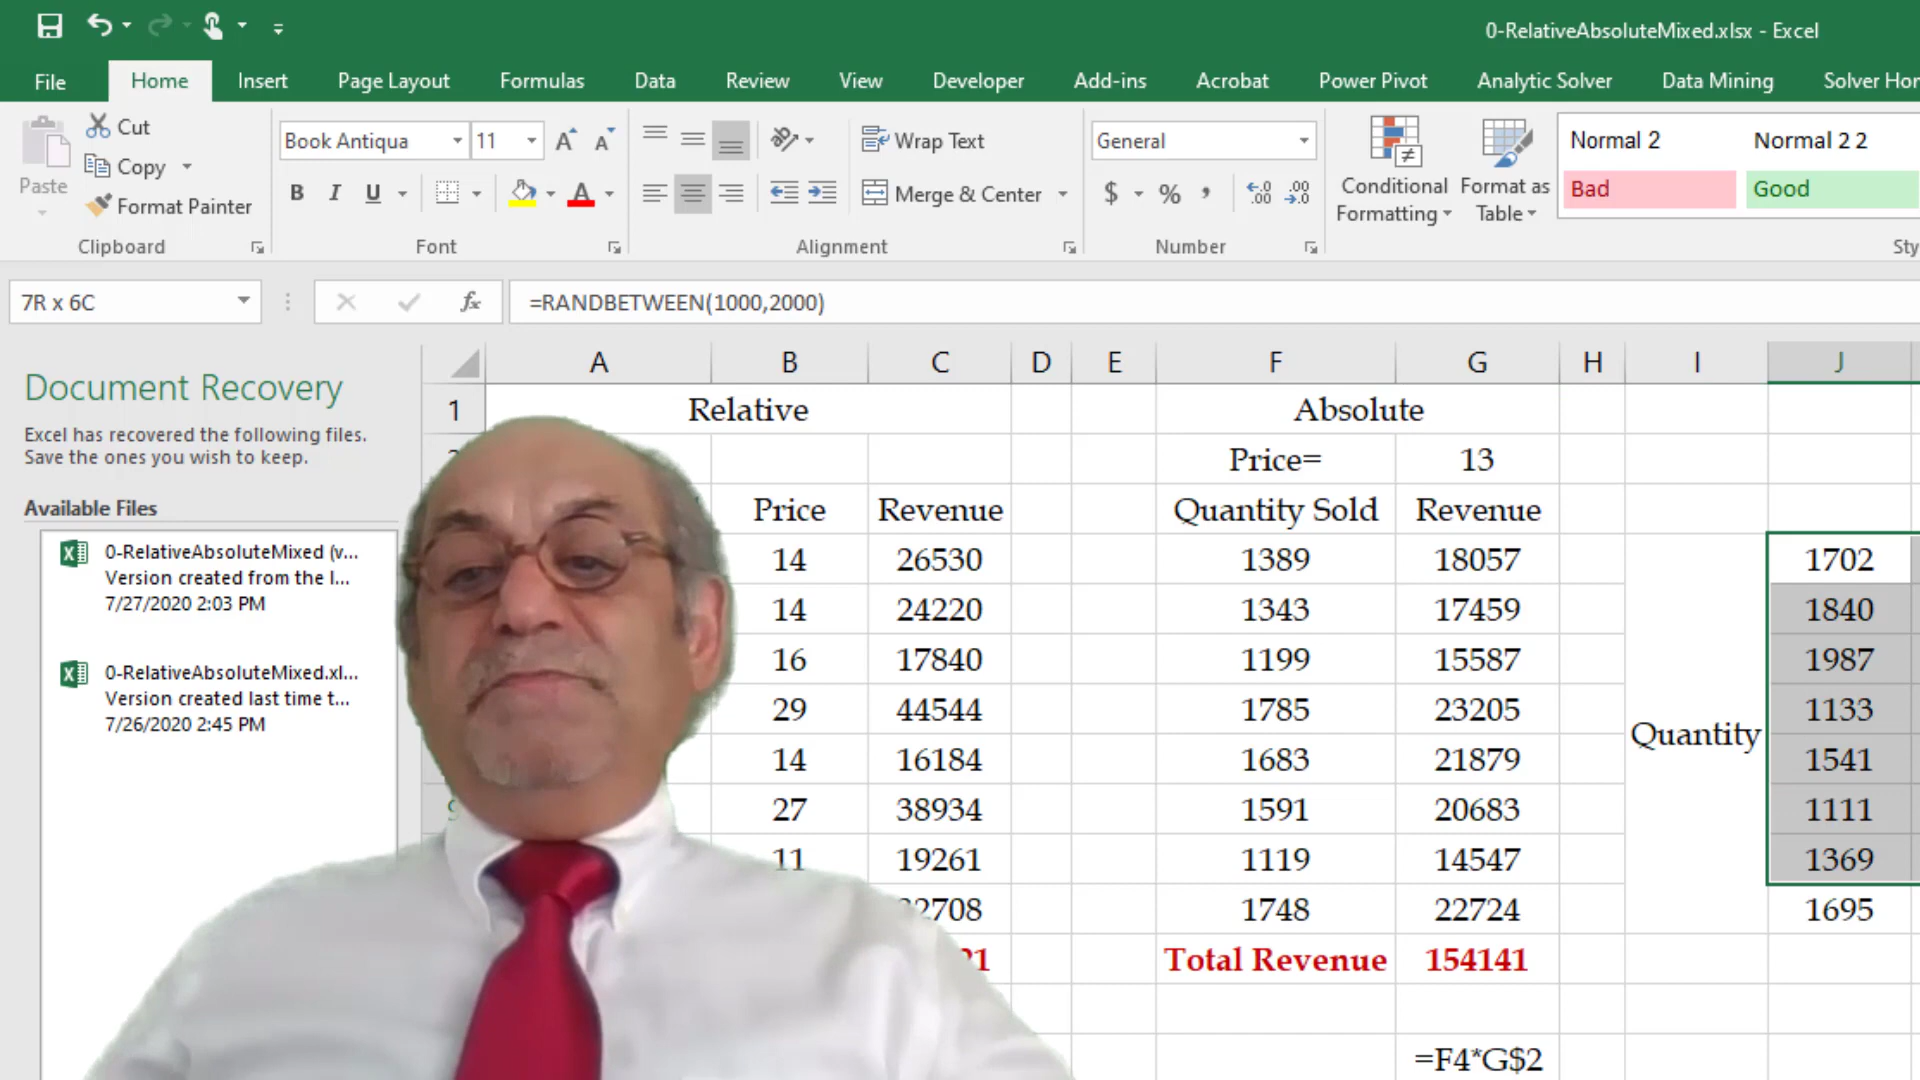 0-RelativeAbsoluteMixed.xlsx - Excel
File Home Insert Page Layout Formulas Data Review View Developer Add-ins Acrobat Power Pivot Analytic Solver Data Mining Solver Hom
Cut
Copy
Paste
Format Painter
Clipboard
Book Antiqua 11
B I U
Font
Wrap Text
Merge & Center
Alignment
General
$ % ,
Number
Conditional Formatting
Format as Table
Normal 2 Normal 2 2
Bad Good
Sty
7R x 6C fx =RANDBETWEEN(1000,2000)
Document Recovery
Excel has recovered the following files.
Save the ones you wish to keep.
Available Files
0-RelativeAbsoluteMixed (v...
Version created from the l...
7/27/2020 2:03 PM
0-RelativeAbsoluteMixed.xl...
Version created last time t...
7/26/2020 2:45 PM
A B C D E F G H I J
1 Relative Absolute
Price= 13
Price Revenue Quantity Sold Revenue
14 26530 1389 18057 1702
14 24220 1343 17459 1840
16 17840 1199 15587 1987
29 44544 1785 23205 1133
Quantity
14 16184 1683 21879 1541
27 38934 1591 20683 1111
11 19261 1119 14547 1369
2708 1748 22724 1695
Total Revenue 154141
=F4*G$2